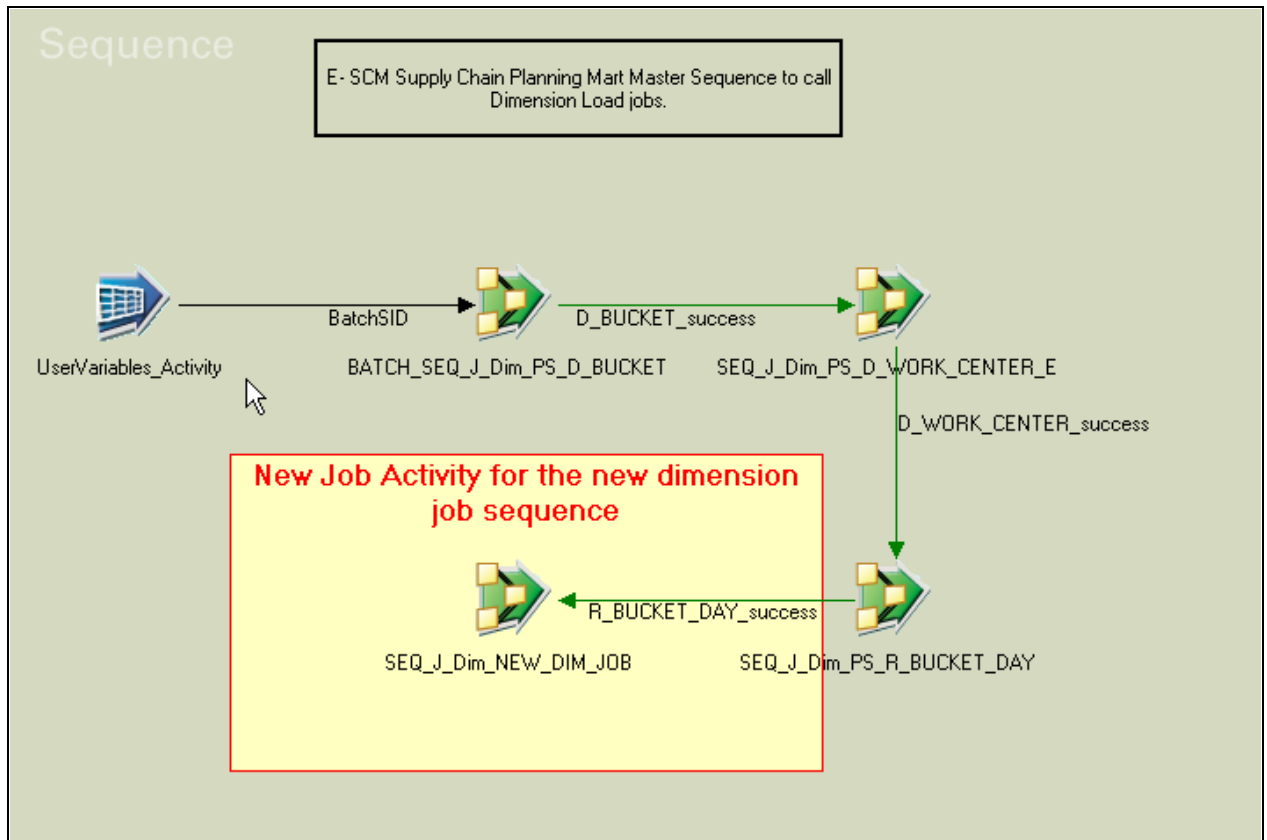 Sequence
E- SCM Supply Chain Planning Mart Master Sequence to call
Dimension Load jobs.
BatchSID
D_BUCKET_success
UserVariables_Activity
BATCH_SEQ_J_Dim_PS_D_BUCKET
SEQ_J_Dim_PS_D_WORK_CENTER_E
D_WORK_CENTER_success
New Job Activity for the new dimension
job sequence
R_BUCKET_DAY_success
SEQ_J_Dim_NEW_DIM_JOB
SEQ_J_Dim_PS_R_BUCKET_DAY